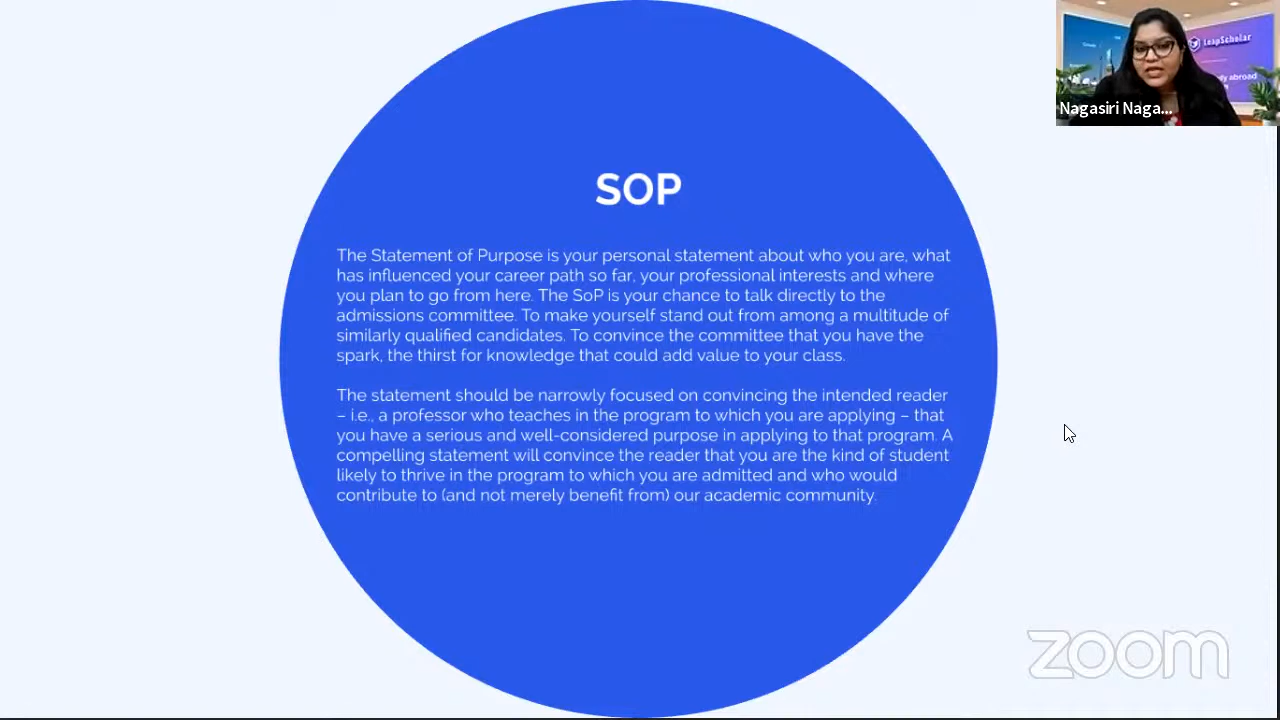 SOP
The Statement of Purpose is your personal statement about who you are, what
has influenced your career path so far, your professional interests and where
you plan to go from here. The SoP is your chance to talk directly to the
admissions committee. To make yourself stand out from among a multitude of
similarly qualified candidates. To convince the committee that you have the
spark, the thirst for knowledge that could add value to your class.
The statement should be narrowly focused on convincing the intended reader
– i.e., a professor who teaches in the program to which you are applying – that
you have a serious and well-considered purpose in applying to that program. A
compelling statement will convince the reader that you are the kind of student
likely to thrive in the program to which you are admitted and who would
contribute to (and not merely benefit from) our academic community.
LeapScholar
abroad
Nagasiri Naga...
zoom